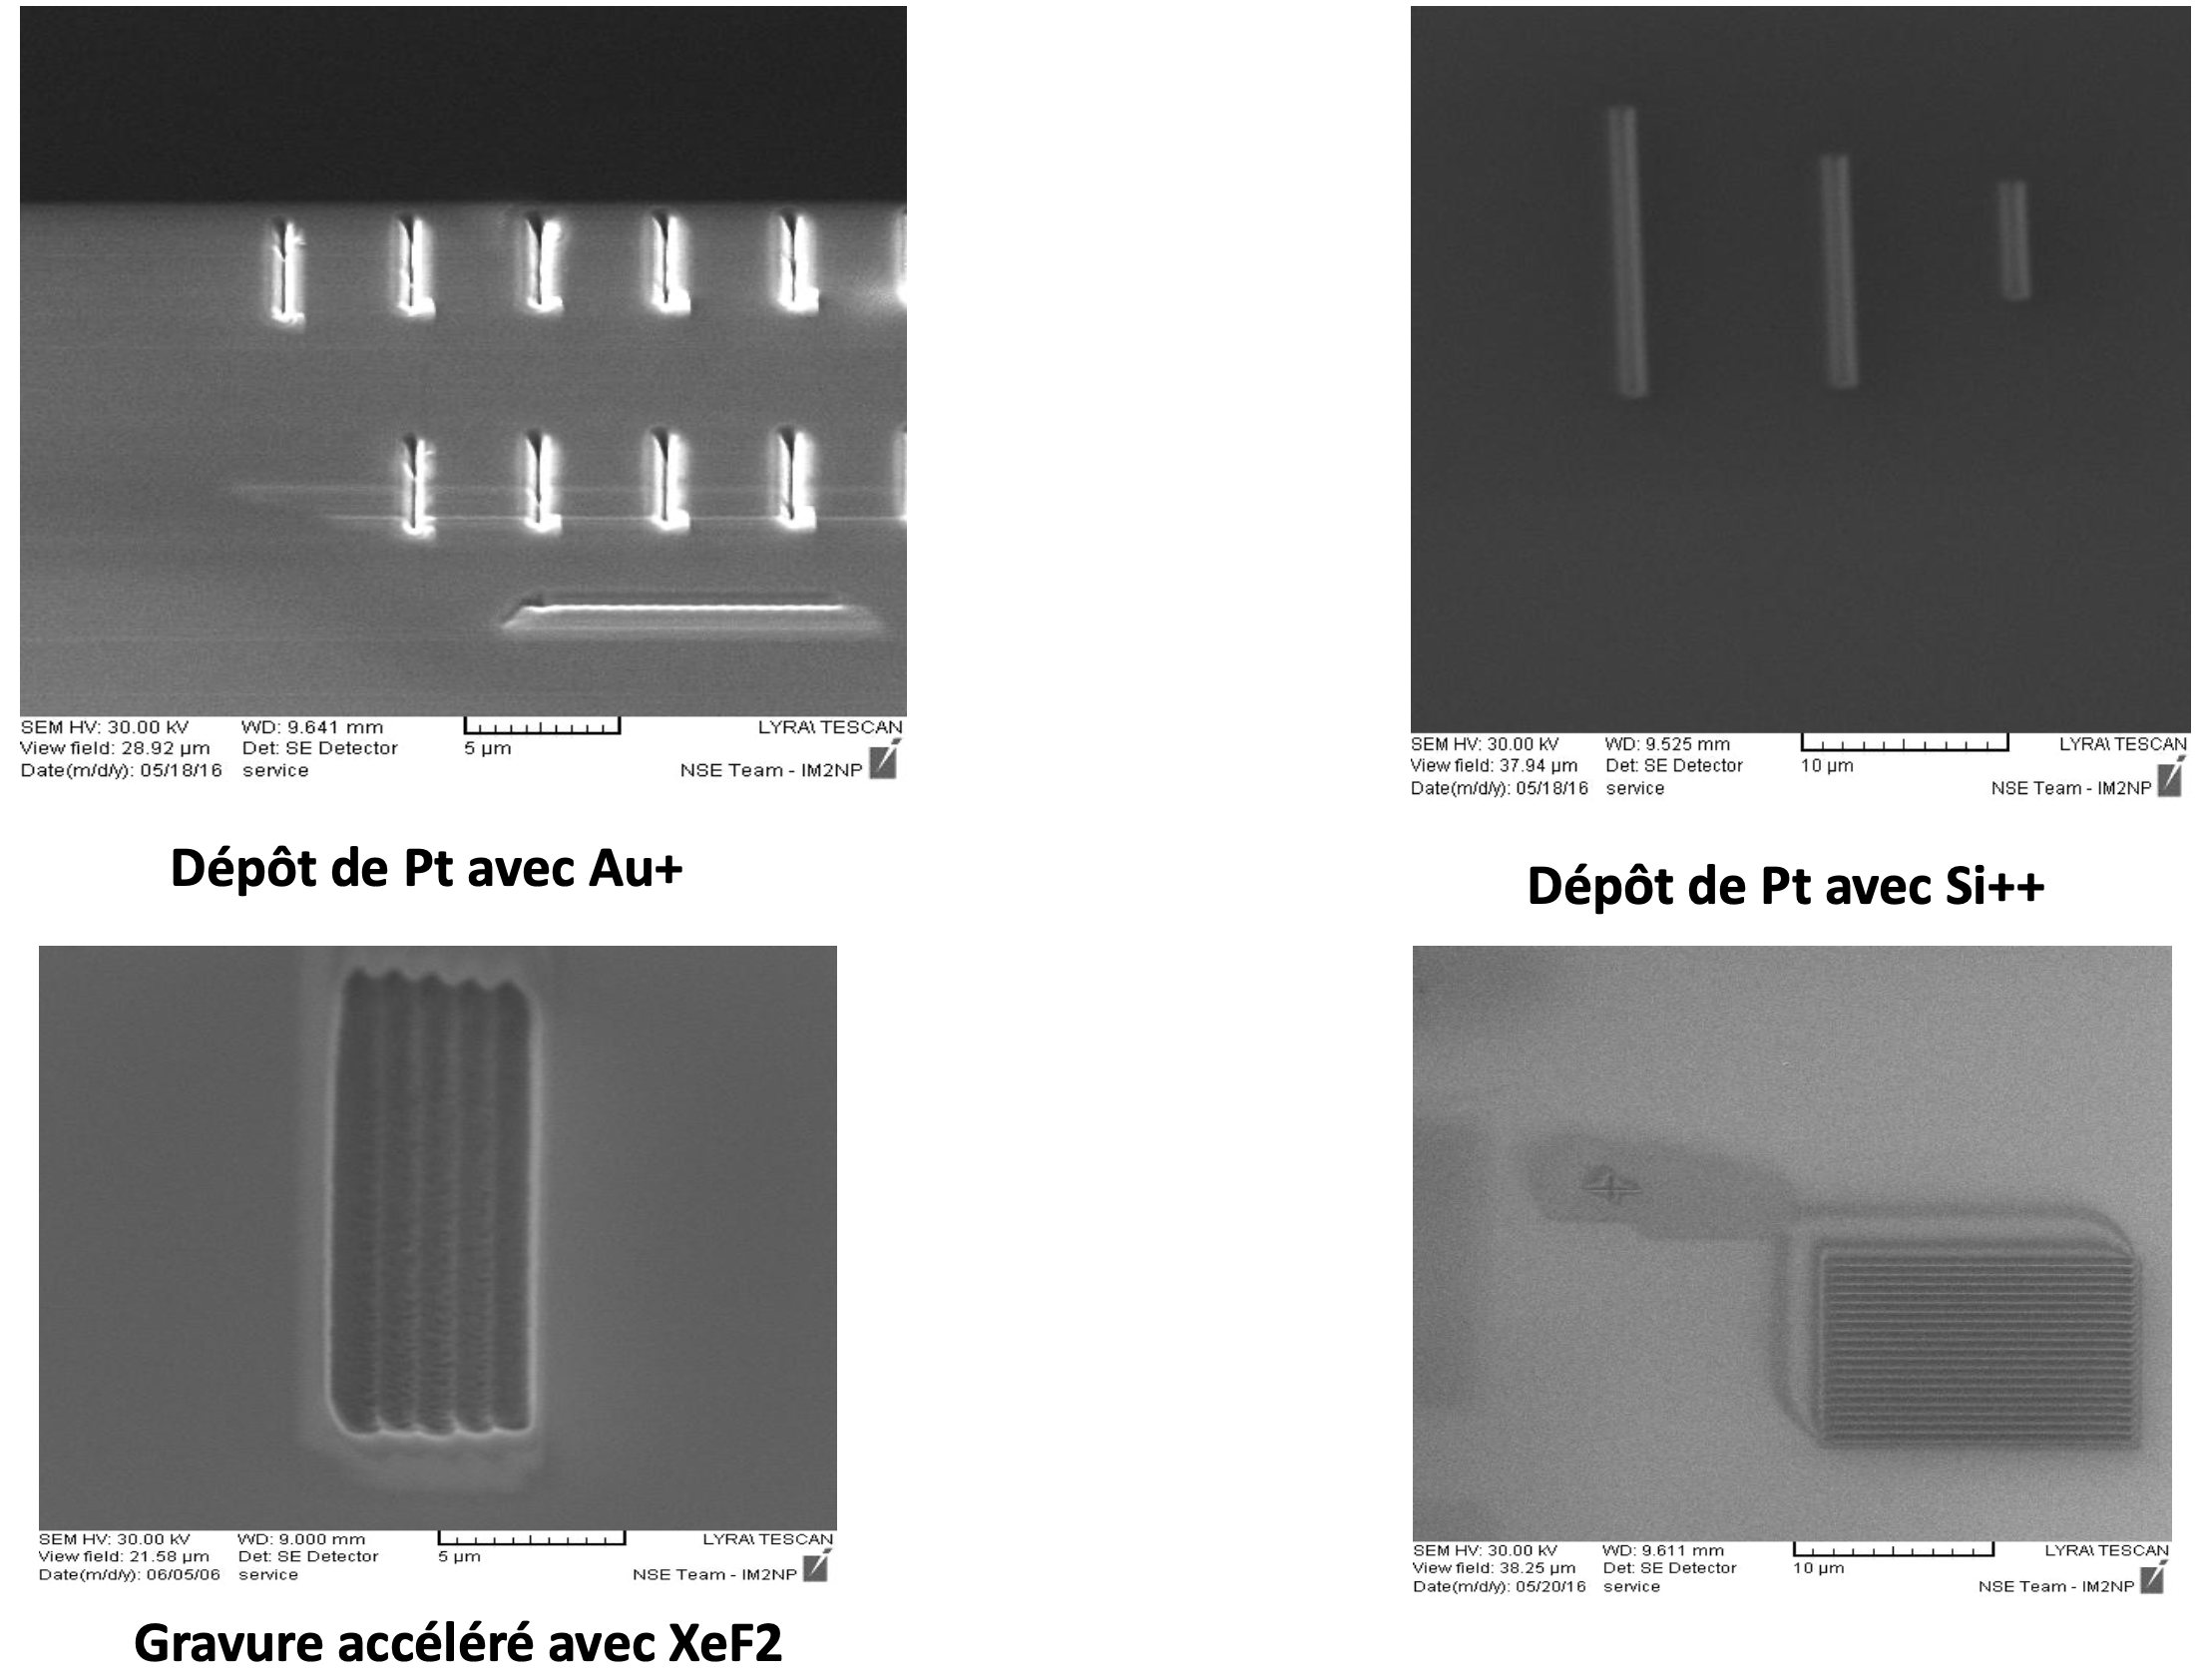 SEM HV: 30.00 kV WD: 9.641 mm LYRA\\ TESCAN
View field: 28.92 µm Det: SE Detector 5 µm
Date(m/d/y): 05/18/16 service NSE Team - IM2NP
SEM HV: 30.00 kV WD: 9.525 mm LYRA\\ TESCAN
View field: 37.94 µm Det: SE Detector 10 µm
Date(m/d/y): 05/18/16 service NSE Team - IM2NP
Dépôt de Pt avec Au+
Dépôt de Pt avec Si++
SEM HV: 30.00 kV WD: 9.000 mm LYRA\\ TESCAN
View field: 21.58 µm Det: SE Detector 5 µm
Date(m/d/y): 06/05/06 service NSE Team - IM2NP
SEM HV: 30.00 kV WD: 9.611 mm LYRA\\ TESCAN
View field: 38.25 µm Det: SE Detector 10 µm
Date(m/d/y): 05/20/16 service NSE Team - IM2NP
Gravure accéléré avec XeF2